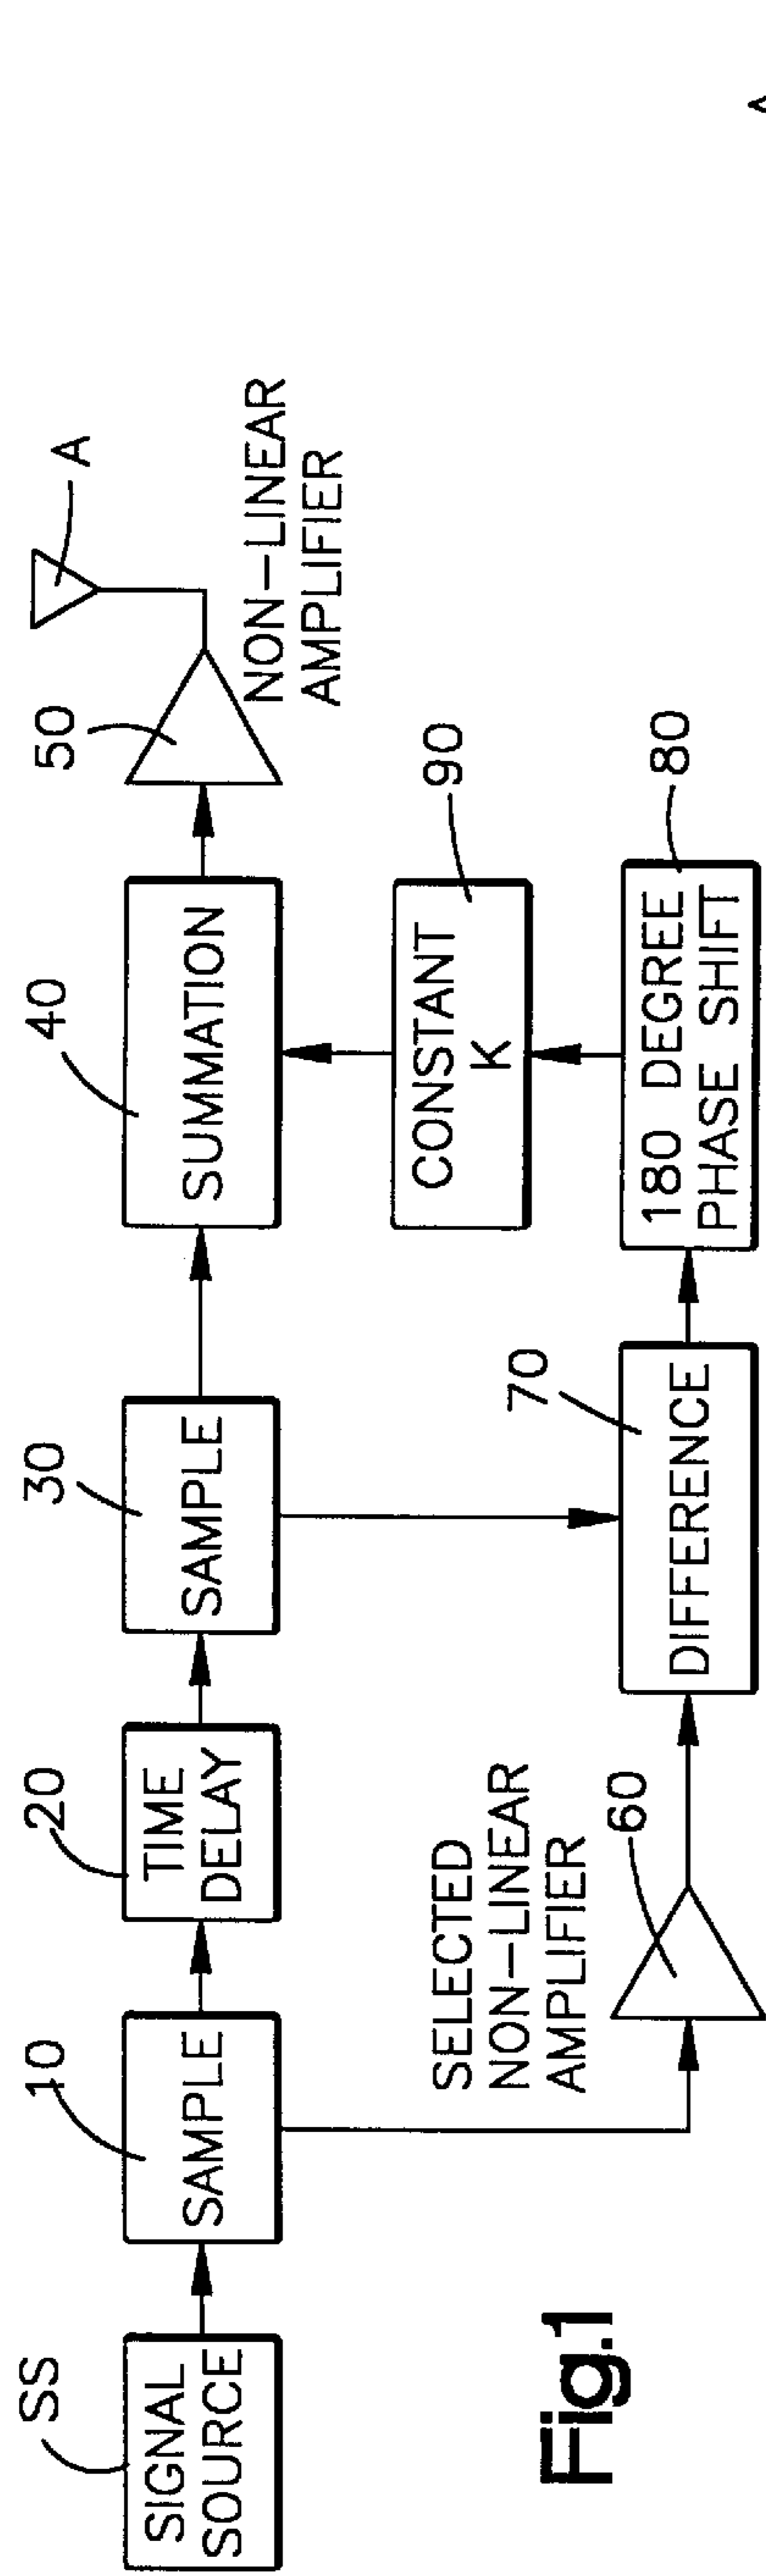 SS
SIGNAL
SOURCE
10
SAMPLE
20
TIME
DELAY
30
SAMPLE
40
SUMMATION
50
A
NON-LINEAR
AMPLIFIER
SELECTED
NON-LINEAR
AMPLIFIER
60
70
DIFFERENCE
90
CONSTANT
K
80
180 DEGREE
PHASE SHIFT
Fig.1